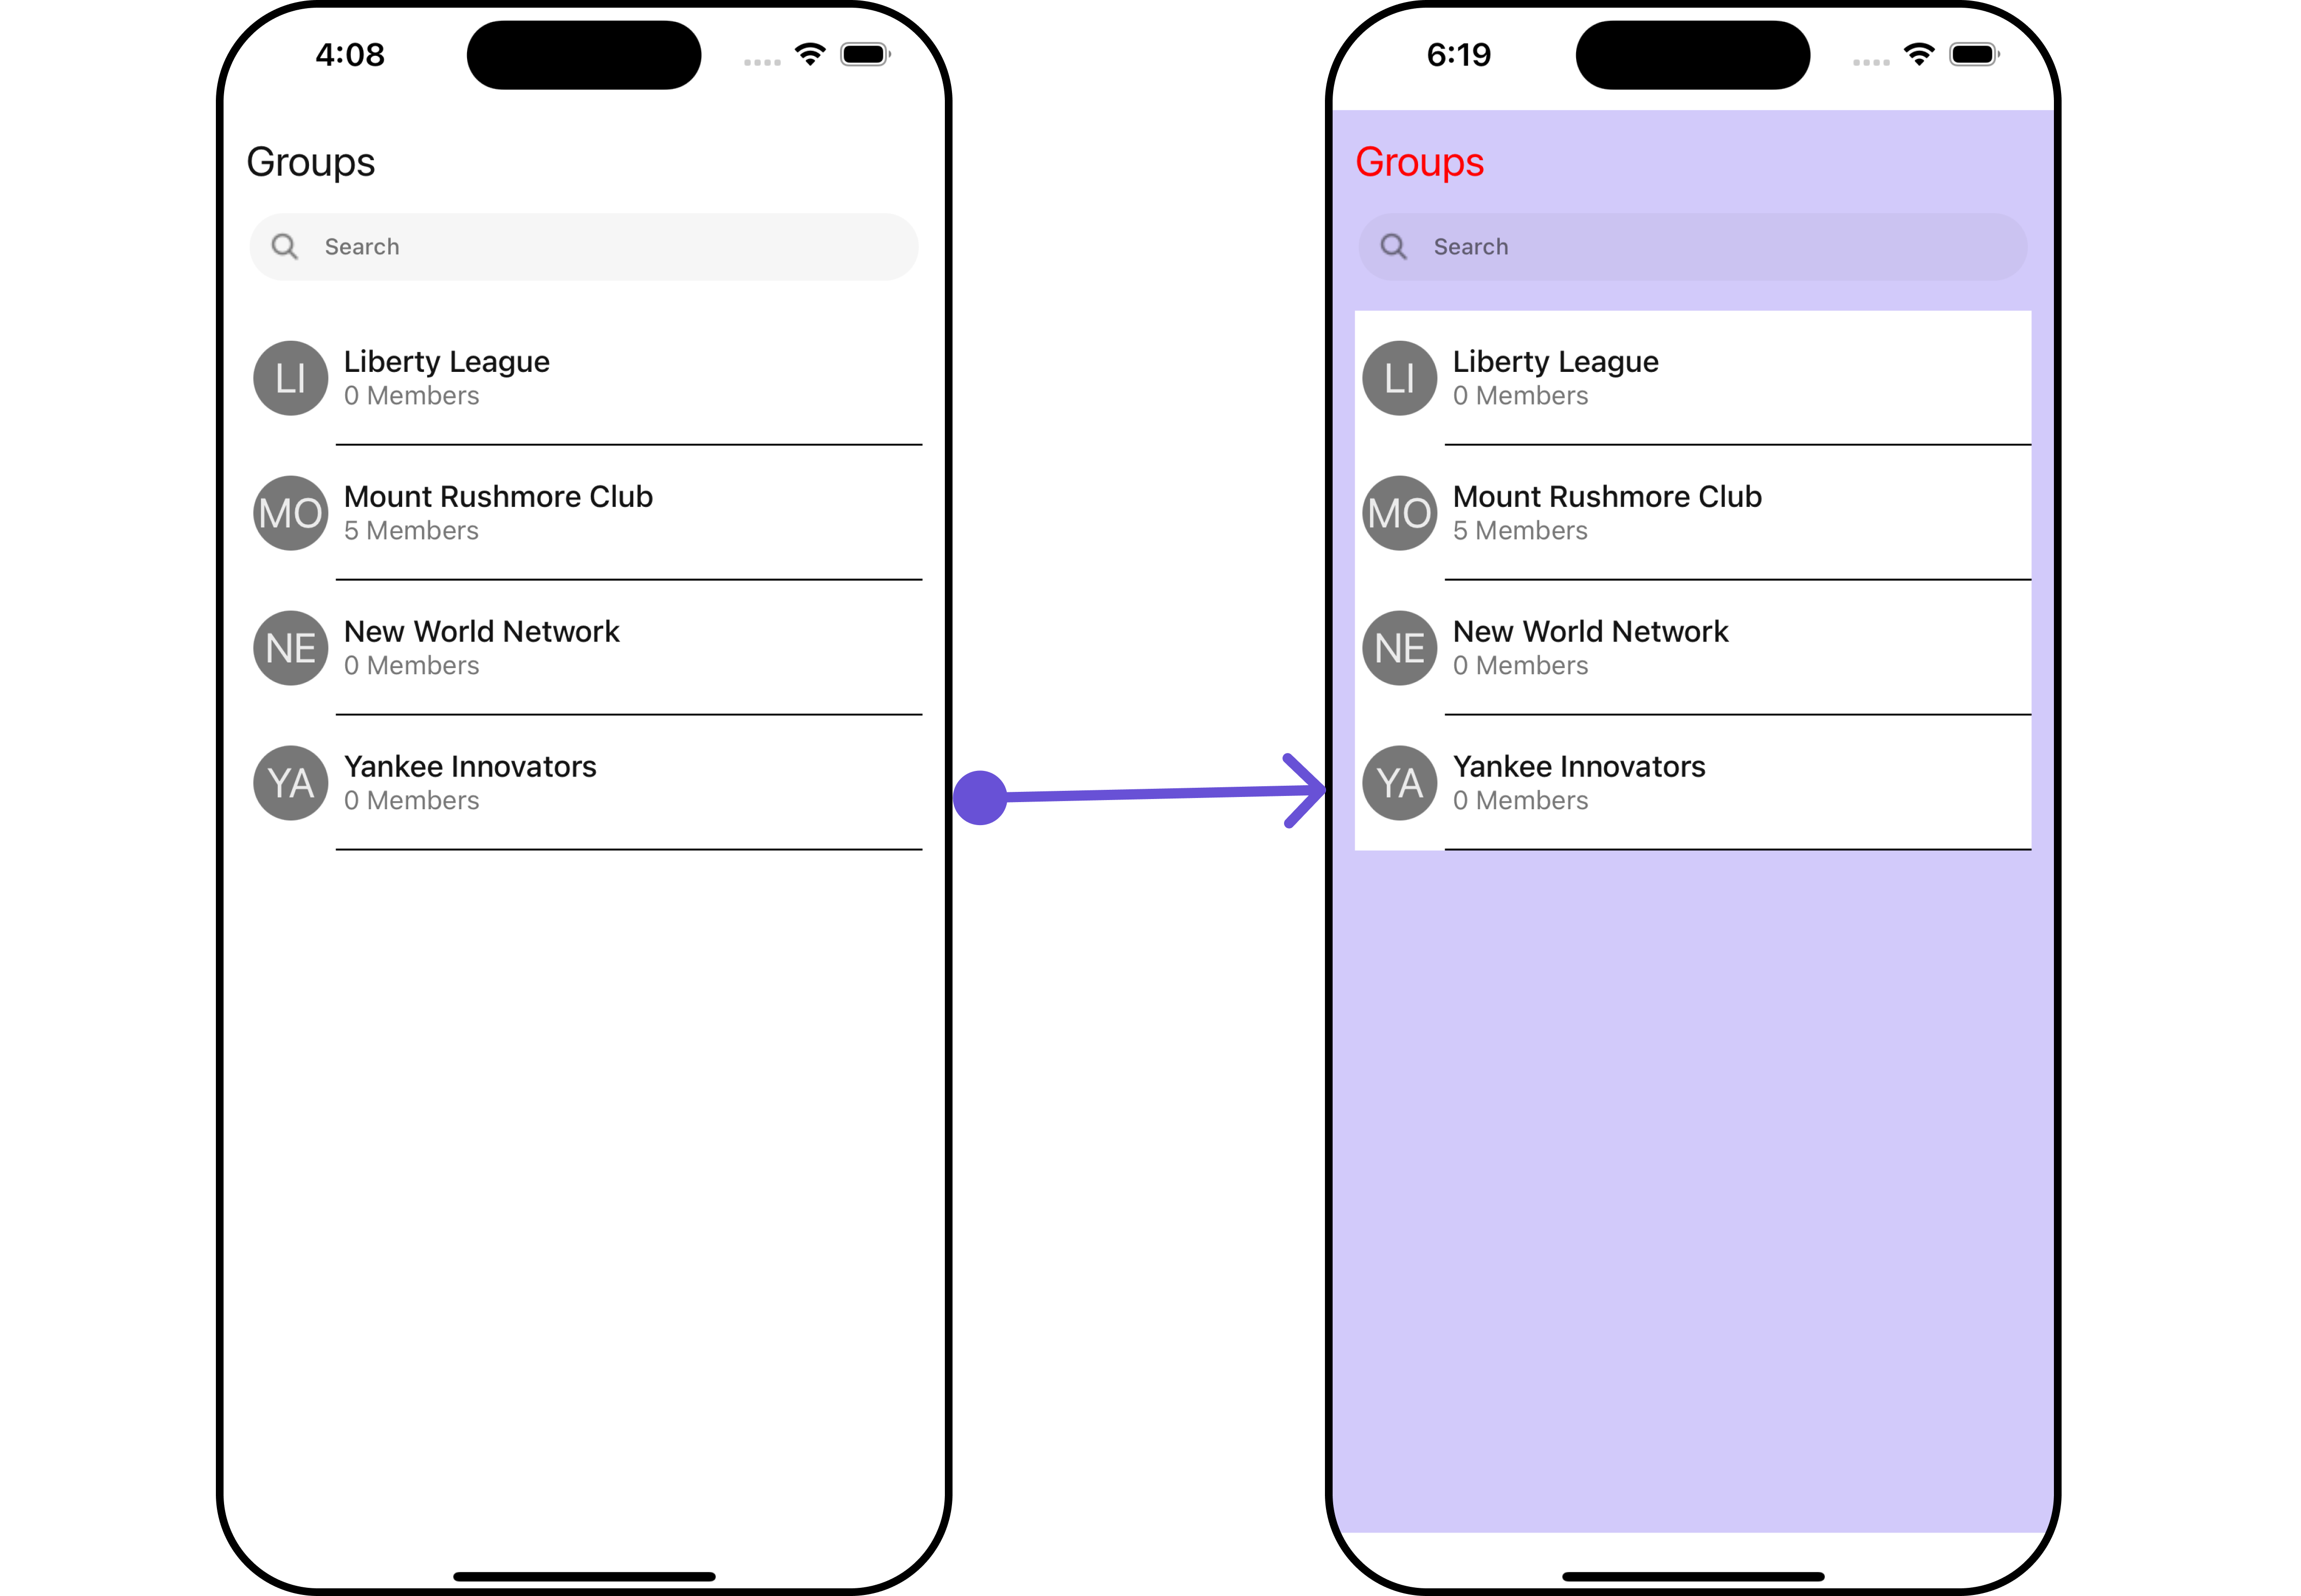 4:08
Groups
Search
LI
Liberty League
0 Members
MO
Mount Rushmore Club
5 Members
NE
New World Network
0 Members
YA
Yankee Innovators
0 Members
6:19
Groups
Search
LI
Liberty League
0 Members
MO
Mount Rushmore Club
5 Members
NE
New World Network
0 Members
YA
Yankee Innovators
0 Members